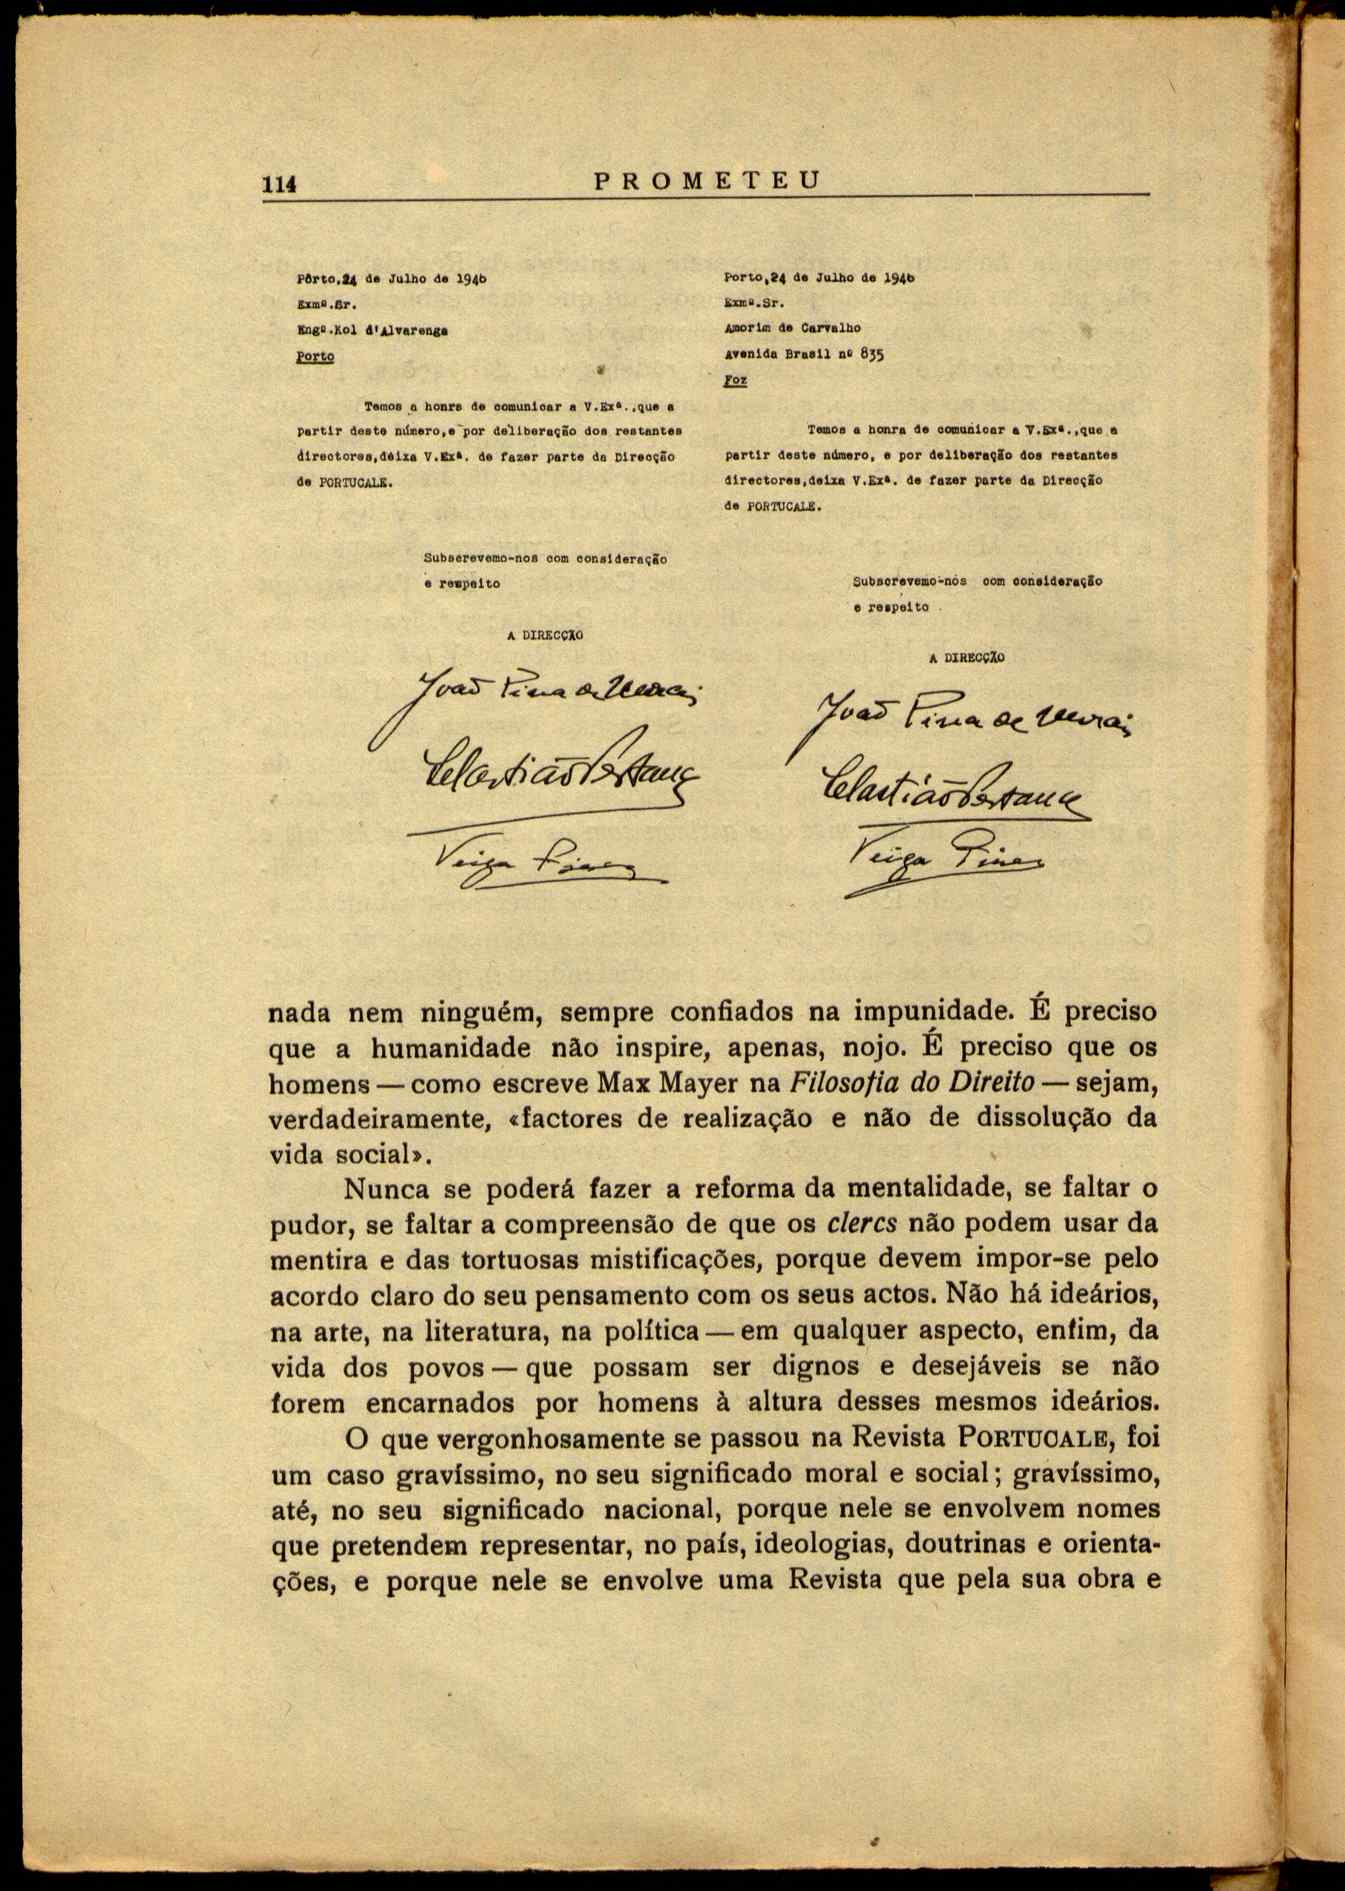 114
PROMETEU
Pôrto,24 de Julho de 1946
Exmº.Sr.
Engº.Kol d'Alvarenga
Porto
Temos a honra de comunicar a V.Exª.,que a
partir deste número,e por deliberação dos restantes
directores,deixa V.Exª. de fazer parte da Direcção
de PORTUCALE.
Subscrevemo-nos com consideração
e respeito
A DIRECÇÃO
João Pina de Morais
Veiga Pires
Porto,24 de Julho de 1946
Exmº.Sr.
Amorim de Carvalho
Avenida Brasil nº 835
Foz
Temos a honra de comunicar a V.Exª.,que a
partir deste número, e por deliberação dos restantes
directores,deixa V.Exª. de fazer parte da Direcção
de PORTUCALE.
Subscrevemo-nos com consideração
e respeito
A DIRECÇÃO
João Pina de Morais
Veiga Pires
nada nem ninguém, sempre confiados na impunidade. É preciso
que a humanidade não inspire, apenas, nojo. É preciso que os
homens — como escreve Max Mayer na Filosofia do Direito — sejam,
verdadeiramente, «factores de realização e não de dissolução da
vida social».
Nunca se poderá fazer a reforma da mentalidade, se faltar o
pudor, se faltar a compreensão de que os clercs não podem usar da
mentira e das tortuosas mistificações, porque devem impor-se pelo
acordo claro do seu pensamento com os seus actos. Não há ideários,
na arte, na literatura, na política — em qualquer aspecto, enfim, da
vida dos povos — que possam ser dignos e desejáveis se não
forem encarnados por homens à altura desses mesmos ideários.
O que vergonhosamente se passou na Revista PORTUCALE, foi
um caso gravíssimo, no seu significado moral e social; gravíssimo,
até, no seu significado nacional, porque nele se envolvem nomes
que pretendem representar, no país, ideologias, doutrinas e orienta-
ções, e porque nele se envolve uma Revista que pela sua obra e